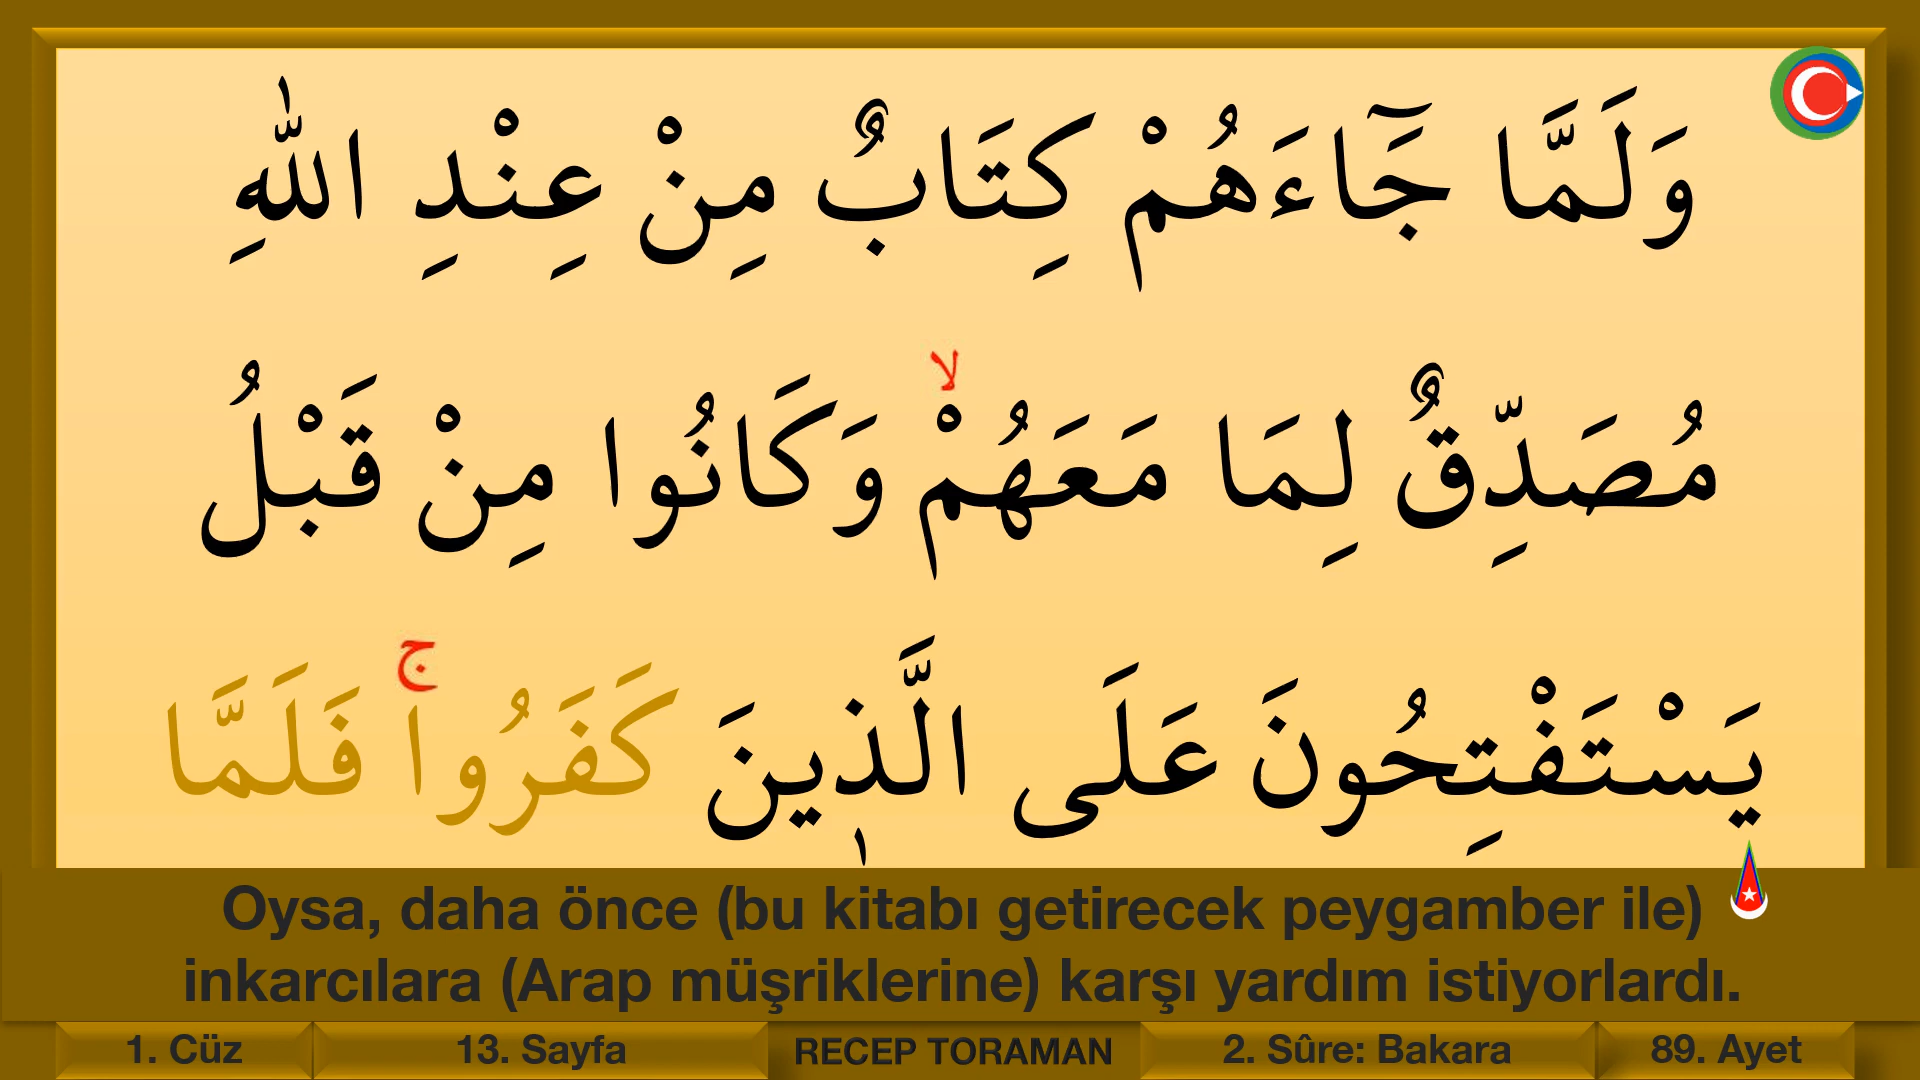 وَلَمَّا جَٓاءَهُمْ كِتَابٌ مِنْ عِنْدِ اللّٰهِ
مُصَدِّقٌ لِمَا مَعَهُمْۙ وَكَانُوا مِنْ قَبْلُ
يَسْتَفْتِحُونَ عَلَى الَّذ۪ينَ كَفَرُواۚ فَلَمَّا
Oysa, daha önce (bu kitabı getirecek peygamber ile)
inkarcılara (Arap müşriklerine) karşı yardım istiyorlardı.
1. Cüz 13. Sayfa RECEP TORAMAN 2. Sûre: Bakara 89. Ayet